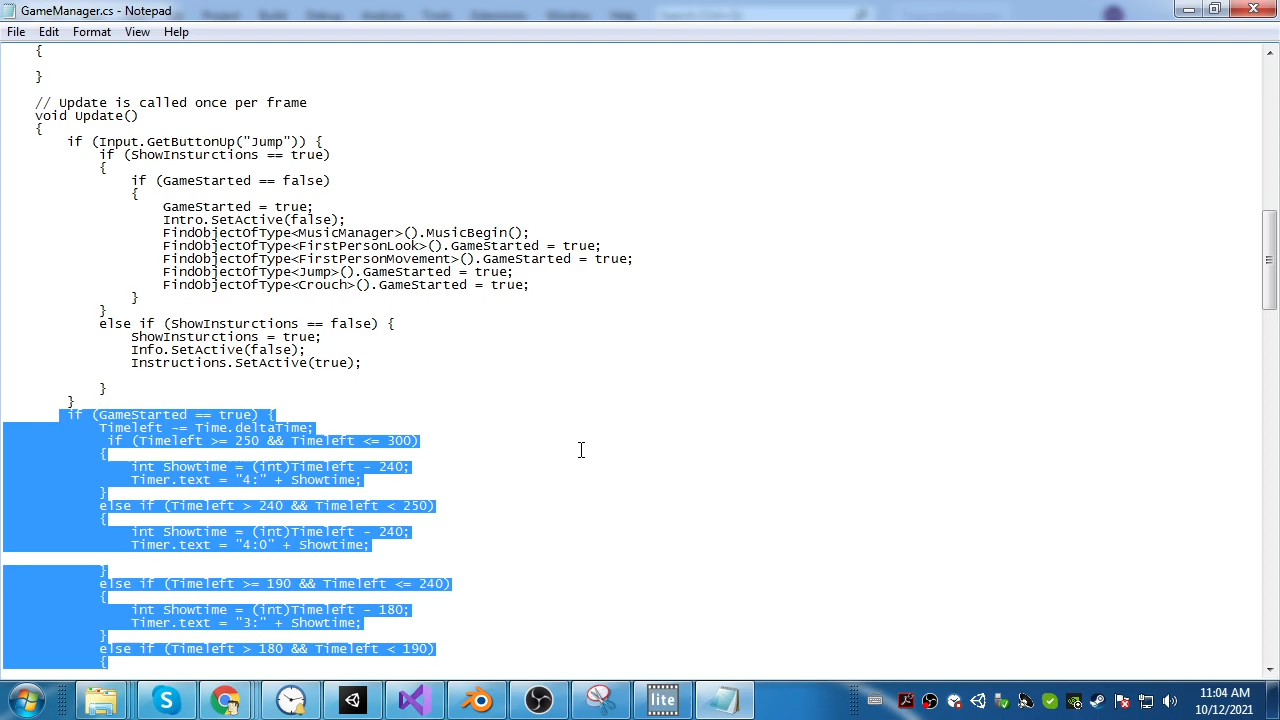 GameManager.cs - Notepad
File Edit Format View Help
{
}
// Update is called once per frame
void Update()
{
if (Input.GetButtonUp("Jump")) {
if (ShowInsturctions == true)
{
if (GameStarted == false)
{
GameStarted = true;
Intro.SetActive(false);
FindObjectOfType<MusicManager>().MusicBegin();
FindObjectOfType<FirstPersonLook>().GameStarted = true;
FindObjectOfType<FirstPersonMovement>().GameStarted = true;
FindObjectOfType<Jump>().GameStarted = true;
FindObjectOfType<Crouch>().GameStarted = true;
}
}
else if (ShowInsturctions == false) {
ShowInsturctions = true;
Info.SetActive(false);
Instructions.SetActive(true);
}
}
if (GameStarted == true) {
Timeleft -= Time.deltaTime;
if (Timeleft >= 250 && Timeleft <= 300)
{
int Showtime = (int)Timeleft - 240;
Timer.text = "4:" + Showtime;
}
else if (Timeleft > 240 && Timeleft < 250)
{
int Showtime = (int)Timeleft - 240;
Timer.text = "4:0" + Showtime;
}
else if (Timeleft >= 190 && Timeleft <= 240)
{
int Showtime = (int)Timeleft - 180;
Timer.text = "3:" + Showtime;
}
else if (Timeleft > 180 && Timeleft < 190)
{
lite
11:04 AM
10/12/2021